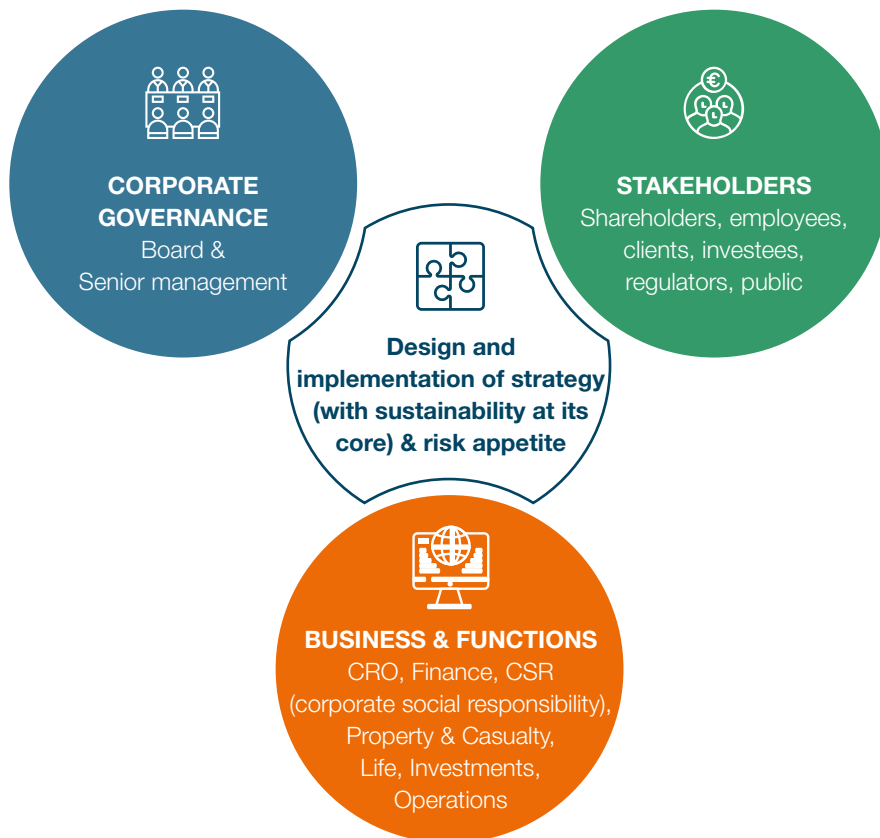 CORPORATE
GOVERNANCE
Board &
Senior management
STAKEHOLDERS
Shareholders, employees,
clients, investees,
regulators, public
Design and
implementation of strategy
(with sustainability at its
core) & risk appetite
BUSINESS & FUNCTIONS
CRO, Finance, CSR
(corporate social responsibility),
Property & Casualty,
Life, Investments,
Operations